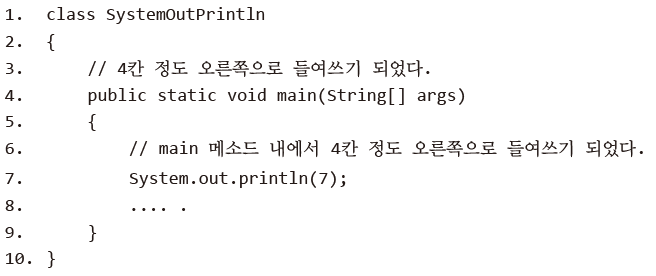 1. class SystemOutPrintln
2. {
3. // 4칸 정도 오른쪽으로 들여쓰기 되었다.
4. public static void main(String[] args)
5. {
6. // main 메소드 내에서 4칸 정도 오른쪽으로 들여쓰기 되었다.
7. System.out.println(7);
8. .... .
9. }
10. }